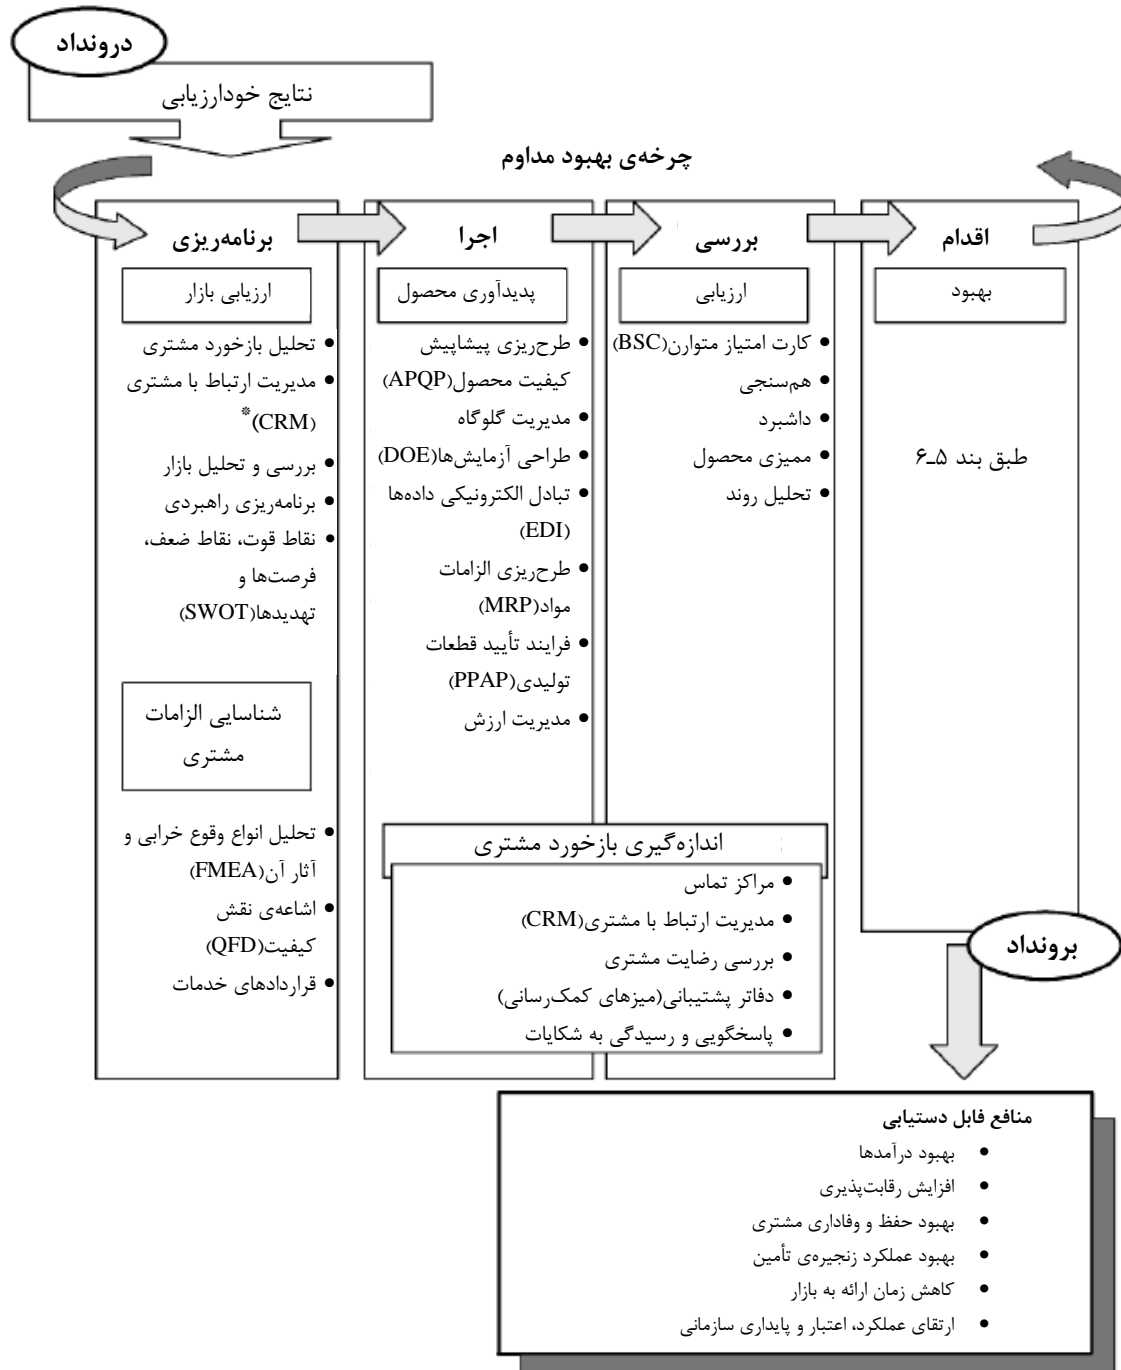 درونداد
نتایج خودارزیابی
چرخه‌ی بهبود مداوم
برنامه‌ریزی
ارزیابی بازار
• تحلیل بازخورد مشتری
• مدیریت ارتباط با مشتری
(CRM)*
• بررسی و تحلیل بازار
• برنامه‌ریزی راهبردی
• نقاط قوت، نقاط ضعف،
فرصت‌ها و
تهدیدها(SWOT)
شناسایی الزامات
مشتری
• تحلیل انواع وقوع خرابی و
آثار آن(FMEA)
• اشاعه‌ی نقش
کیفیت(QFD)
• قراردادهای خدمات
اجرا
پدیدآوری محصول
• طرح‌ریزی پیشاپیش
کیفیت محصول(APQP)
• مدیریت گلوگاه
• طراحی آزمایش‌ها(DOE)
• تبادل الکترونیکی داده‌ها
(EDI)
• طرح‌ریزی الزامات
مواد(MRP)
• فرایند تأیید قطعات
تولیدی(PPAP)
• مدیریت ارزش
بررسی
ارزیابی
• کارت امتیاز متوارن(BSC)
• هم‌سنجی
• داشبرد
• ممیزی محصول
• تحلیل روند
اندازه‌گیری بازخورد مشتری
• مراکز تماس
• مدیریت ارتباط با مشتری(CRM)
• بررسی رضایت مشتری
• دفاتر پشتیبانی(میزهای کمک‌رسانی)
• پاسخگویی و رسیدگی به شکایات
اقدام
بهبود
طبق بند ۵ـ۶
برونداد
منافع فابل دستیابی
• بهبود درآمدها
• افزایش رقابت‌پذیری
• بهبود حفظ و وفاداری مشتری
• بهبود عملکرد زنجیره‌ی تأمین
• کاهش زمان ارائه به بازار
• ارتقای عملکرد، اعتبار و پایداری سازمانی